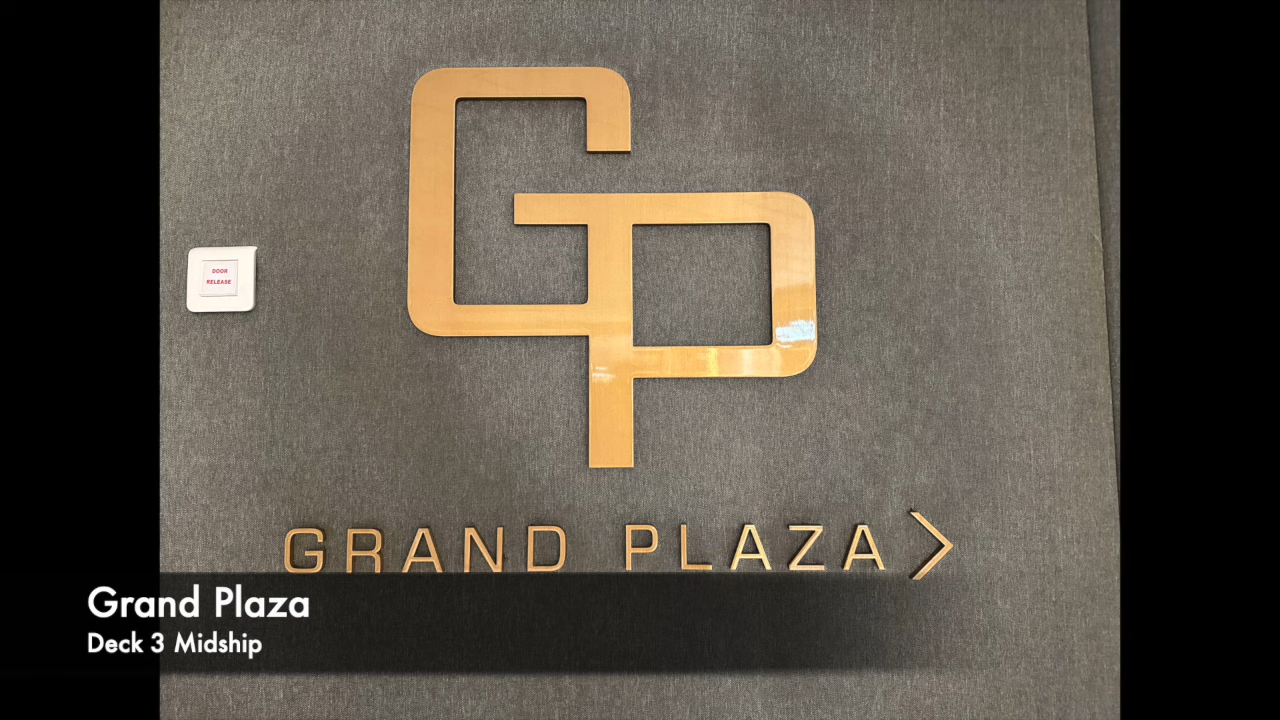 GP
DOOR
RELEASE
GRAND PLAZA >
Grand Plaza
Deck 3 Midship